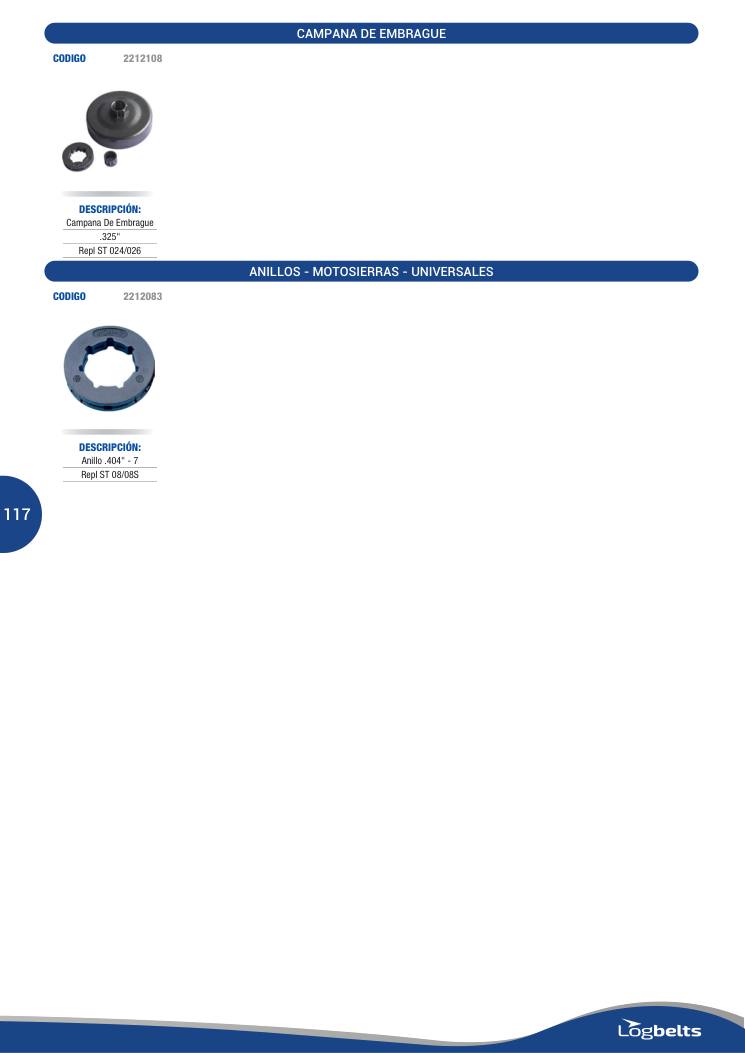 CAMPANA DE EMBRAGUE
CODIGO 2212108
DESCRIPCIÓN:
Campana De Embrague
.325"
Repl ST 024/026
ANILLOS - MOTOSIERRAS - UNIVERSALES
CODIGO 2212083
DESCRIPCIÓN:
Anillo .404" - 7
Repl ST 08/08S
117
Logbelts